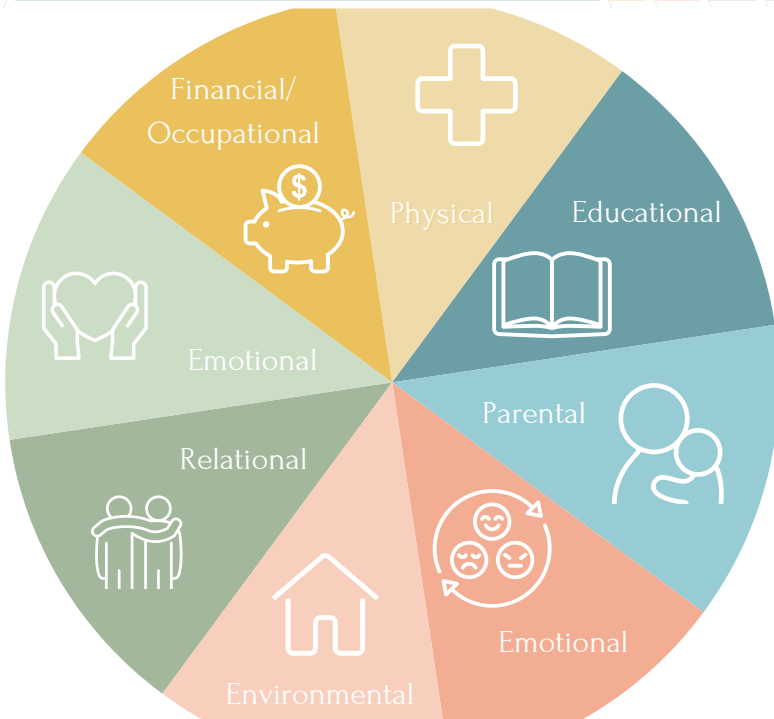 Financial/
Occupational
$
Physical
Educational
Emotional
Parental
Relational
Emotional
Environmental